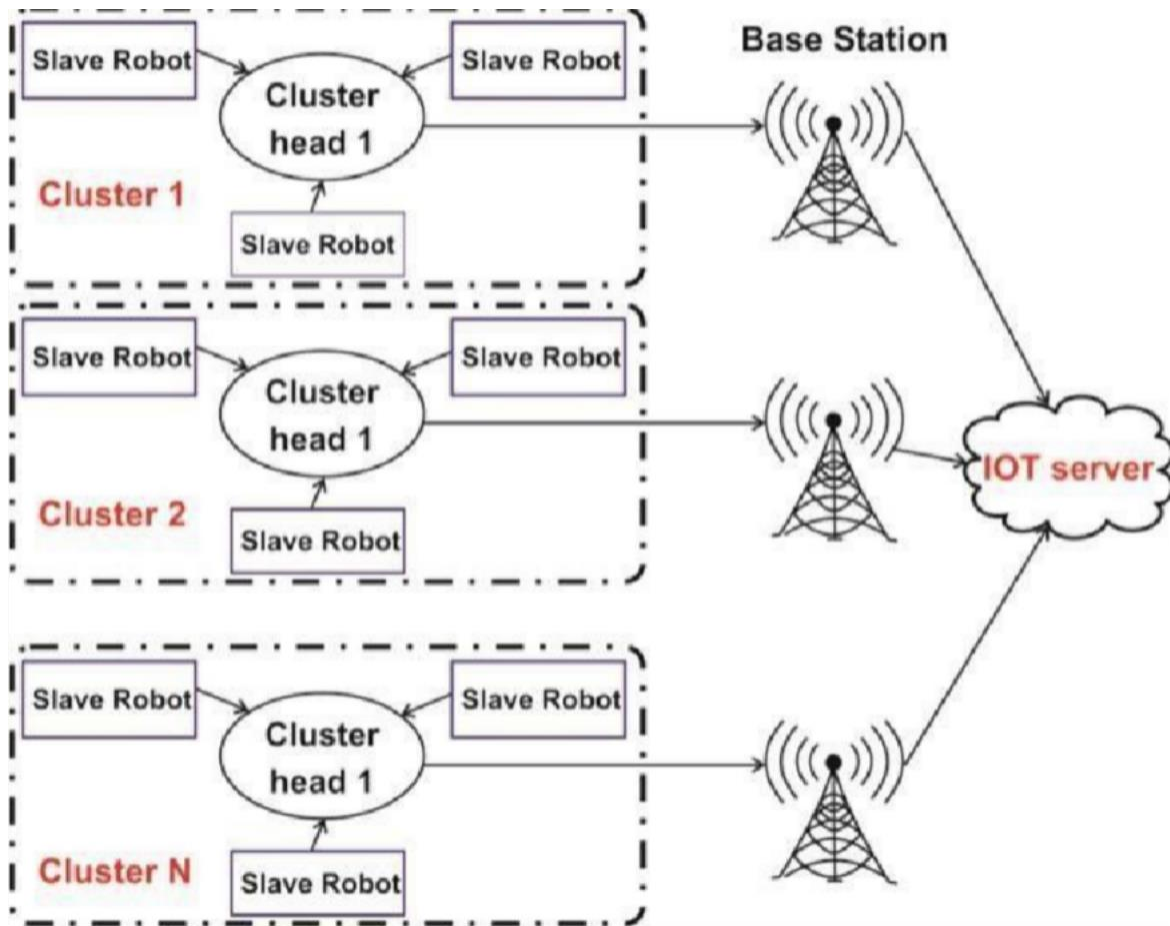 Slave Robot
Slave Robot
Base Station
Cluster
head 1
Cluster 1
Slave Robot
Slave Robot
Slave Robot
Cluster
head 1
IOT server
Cluster 2
Slave Robot
Slave Robot
Slave Robot
Cluster
head 1
Cluster N
Slave Robot